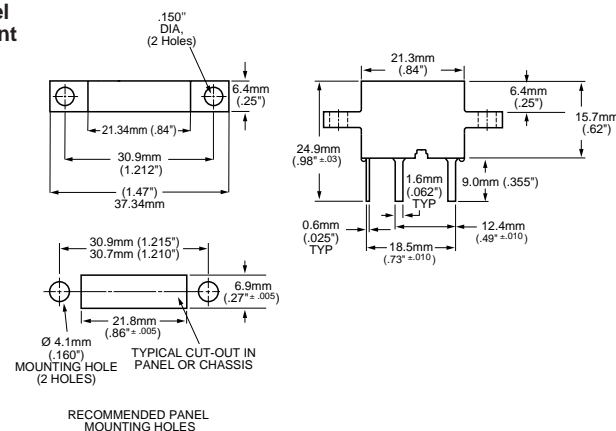 el
nt
.150"
DIA,
(2 Holes)
6.4mm
(.25")
21.34mm (.84")
30.9mm
(1.212")
(1.47")
37.34mm
21.3mm
(.84")
6.4mm
(.25")
15.7mm
(.62")
24.9mm
(.98" ±.03)
1.6mm
(.062")
TYP
9.0mm (.355")
0.6mm
(.025")
TYP
12.4mm
(.49" ±.010)
18.5mm
(.73" ±.010)
30.9mm (1.215")
30.7mm (1.210")
6.9mm
(.27" ± .005)
21.8mm
(.86" ± .005)
Ø 4.1mm
(.160")
MOUNTING HOLE
(2 HOLES)
TYPICAL CUT-OUT IN
PANEL OR CHASSIS
RECOMMENDED PANEL
MOUNTING HOLES